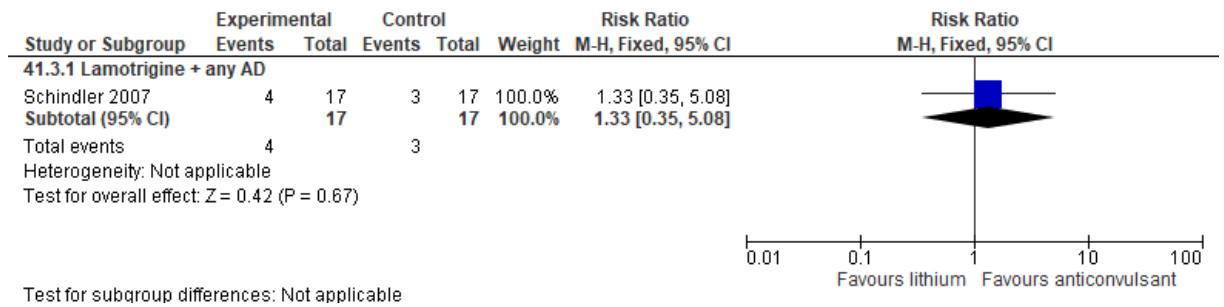 Experimental Control Risk Ratio Risk Ratio
Study or Subgroup Events Total Events Total Weight M-H, Fixed, 95% CI M-H, Fixed, 95% CI
41.3.1 Lamotrigine + any AD
Schindler 2007 4 17 3 17 100.0% 1.33 [0.35, 5.08]
Subtotal (95% CI) 17 17 100.0% 1.33 [0.35, 5.08]
Total events 4 3
Heterogeneity: Not applicable
Test for overall effect: Z = 0.42 (P = 0.67)
0.01 0.1 1 10 100
Favours lithium Favours anticonvulsant
Test for subgroup differences: Not applicable